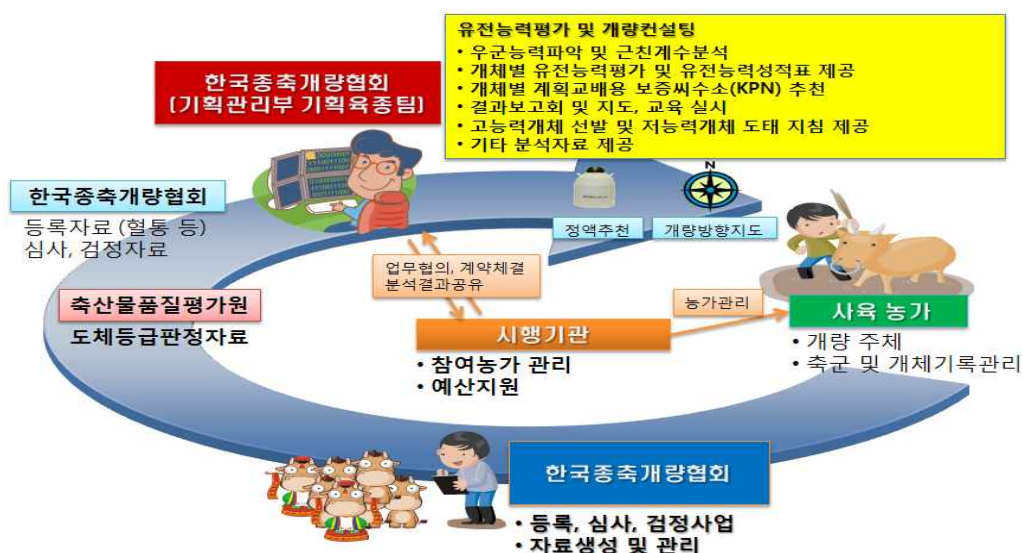 유전능력평가 및 개량컨설팅
• 우군능력파악 및 근친계수분석
• 개체별 유전능력평가 및 유전능력성적표 제공
• 개체별 계획교배용 보증씨수소(KPN) 추천
• 결과보고회 및 지도, 교육 실시
• 고능력개체 선발 및 저능력개체 도태 지침 제공
• 기타 분석자료 제공
한국종축개량협회
(기획관리부 기획육종팀)
N
한국종축개량협회
등록자료 (혈통 등)
심사, 검정자료
정액추천
개량방향지도
업무협의, 계약체결
분석결과공유
축산물품질평가원
도체등급판정자료
농가관리
사육 농가
• 개량 주체
• 축군 및 개체기록관리
시행기관
• 참여농가 관리
• 예산지원
한국종축개량협회
• 등록, 심사, 검정사업
• 자료생성 및 관리